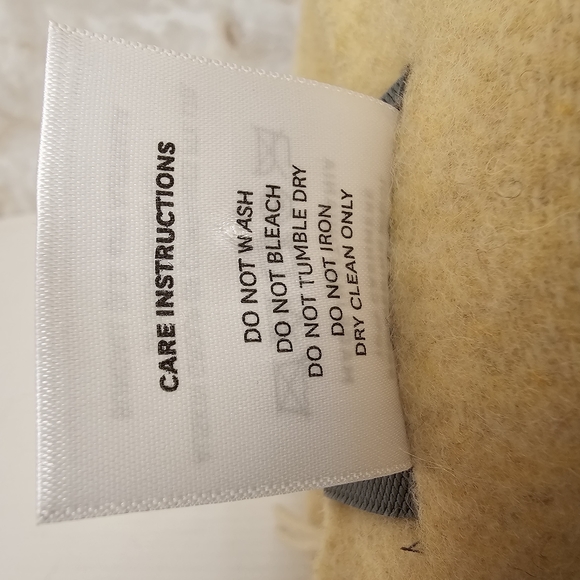 CARE INSTRUCTIONS
DO NOT WASH
DO NOT BLEACH
DO NOT TUMBLE DRY
DO NOT IRON
DRY CLEAN ONLY